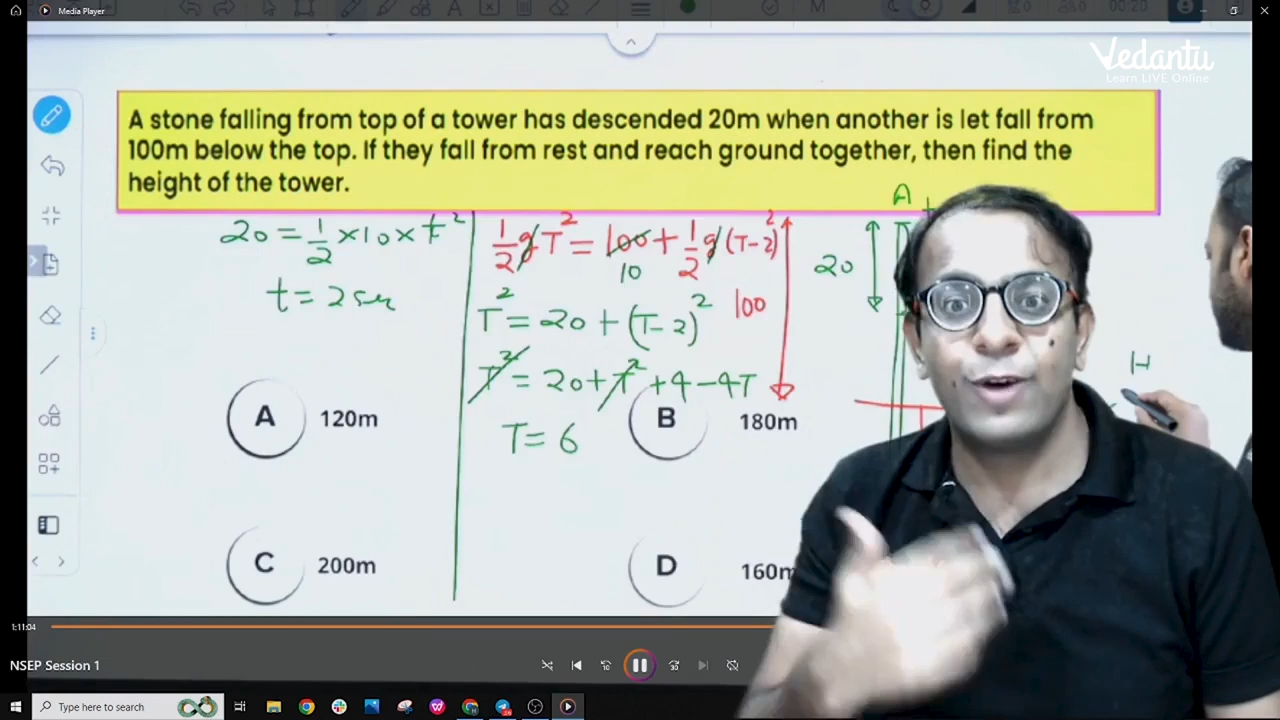 Media Player
00:20
Vedantu
Learn LIVE Online
A stone falling from top of a tower has descended 20m when another is let fall from
100m below the top. If they fall from rest and reach ground together, then find the
height of the tower.
20 = 1/2 × 10 × t²
t = 2 sec
1/2 g T² = 100 + 1/2 g (T-2)²
10
T² = 20 + (T-2)²
T² = 20 + T² + 4 - 4T
T = 6
100
A
20
H
A 120m
B 180m
C 200m
D 160m
1:11:04
NSEP Session 1
10
30
Type here to search